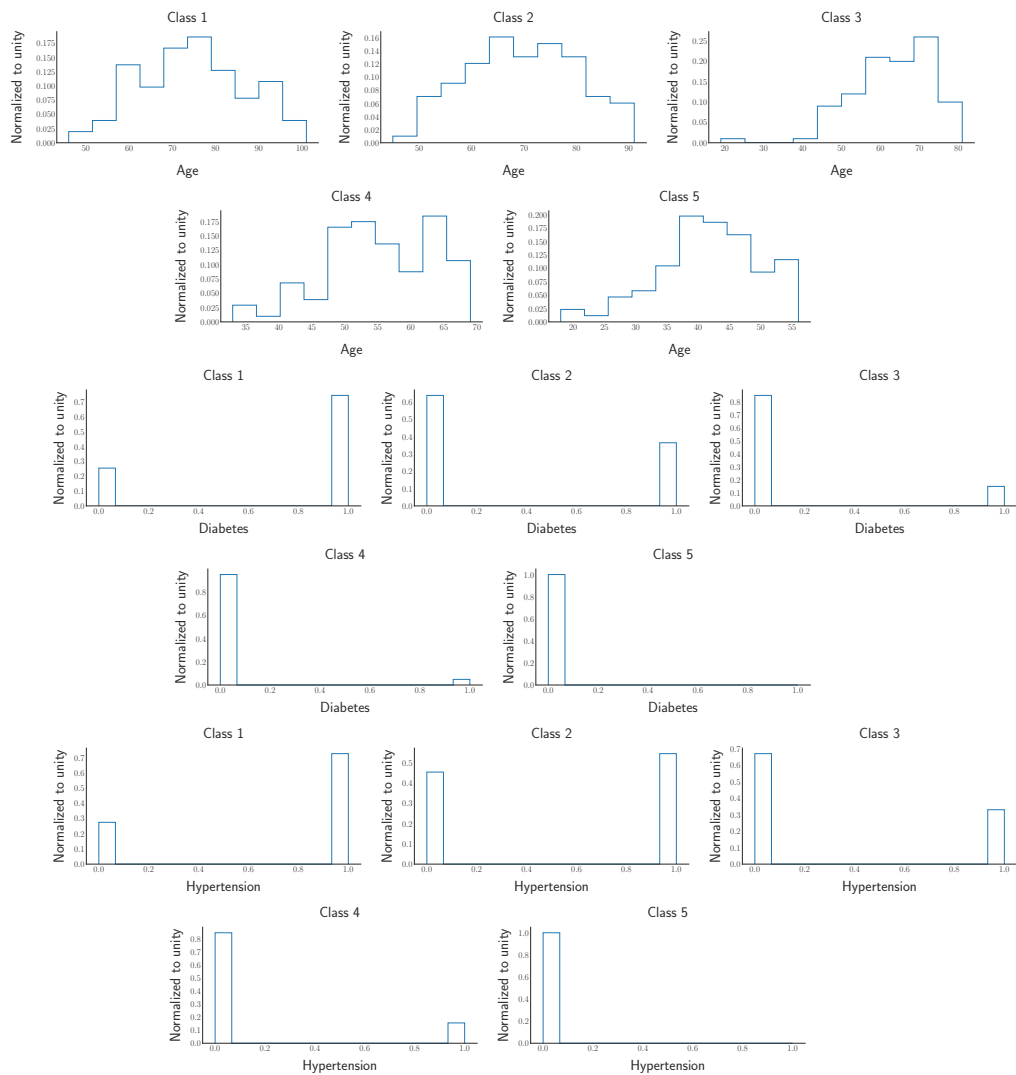 Class 1
Normalized to unity
0.175
0.150
0.125
0.100
0.075
0.050
0.025
0.000
50 60 70 80 90 100
Age
Class 2
Normalized to unity
0.16
0.14
0.12
0.10
0.08
0.06
0.04
0.02
0.00
50 60 70 80 90
Age
Class 3
Normalized to unity
0.25
0.20
0.15
0.10
0.05
0.00
20 30 40 50 60 70 80
Age
Class 4
Normalized to unity
0.175
0.150
0.125
0.100
0.075
0.050
0.025
0.000
35 40 45 50 55 60 65 70
Age
Class 5
Normalized to unity
0.200
0.175
0.150
0.125
0.100
0.075
0.050
0.025
0.000
20 25 30 35 40 45 50 55
Age
Class 1
Normalized to unity
0.7
0.6
0.5
0.4
0.3
0.2
0.1
0.0
0.0 0.2 0.4 0.6 0.8 1.0
Diabetes
Class 2
Normalized to unity
0.6
0.5
0.4
0.3
0.2
0.1
0.0
0.0 0.2 0.4 0.6 0.8 1.0
Diabetes
Class 3
Normalized to unity
0.8
0.7
0.6
0.5
0.4
0.3
0.2
0.1
0.0
0.0 0.2 0.4 0.6 0.8 1.0
Diabetes
Class 4
Normalized to unity
0.8
0.6
0.4
0.2
0.0
0.0 0.2 0.4 0.6 0.8 1.0
Diabetes
Class 5
Normalized to unity
1.0
0.8
0.6
0.4
0.2
0.0
0.0 0.2 0.4 0.6 0.8 1.0
Diabetes
Class 1
Normalized to unity
0.7
0.6
0.5
0.4
0.3
0.2
0.1
0.0
0.0 0.2 0.4 0.6 0.8 1.0
Hypertension
Class 2
Normalized to unity
0.5
0.4
0.3
0.2
0.1
0.0
0.0 0.2 0.4 0.6 0.8 1.0
Hypertension
Class 3
Normalized to unity
0.7
0.6
0.5
0.4
0.3
0.2
0.1
0.0
0.0 0.2 0.4 0.6 0.8 1.0
Hypertension
Class 4
Normalized to unity
0.8
0.7
0.6
0.5
0.4
0.3
0.2
0.1
0.0
0.0 0.2 0.4 0.6 0.8 1.0
Hypertension
Class 5
Normalized to unity
1.0
0.8
0.6
0.4
0.2
0.0
0.0 0.2 0.4 0.6 0.8 1.0
Hypertension